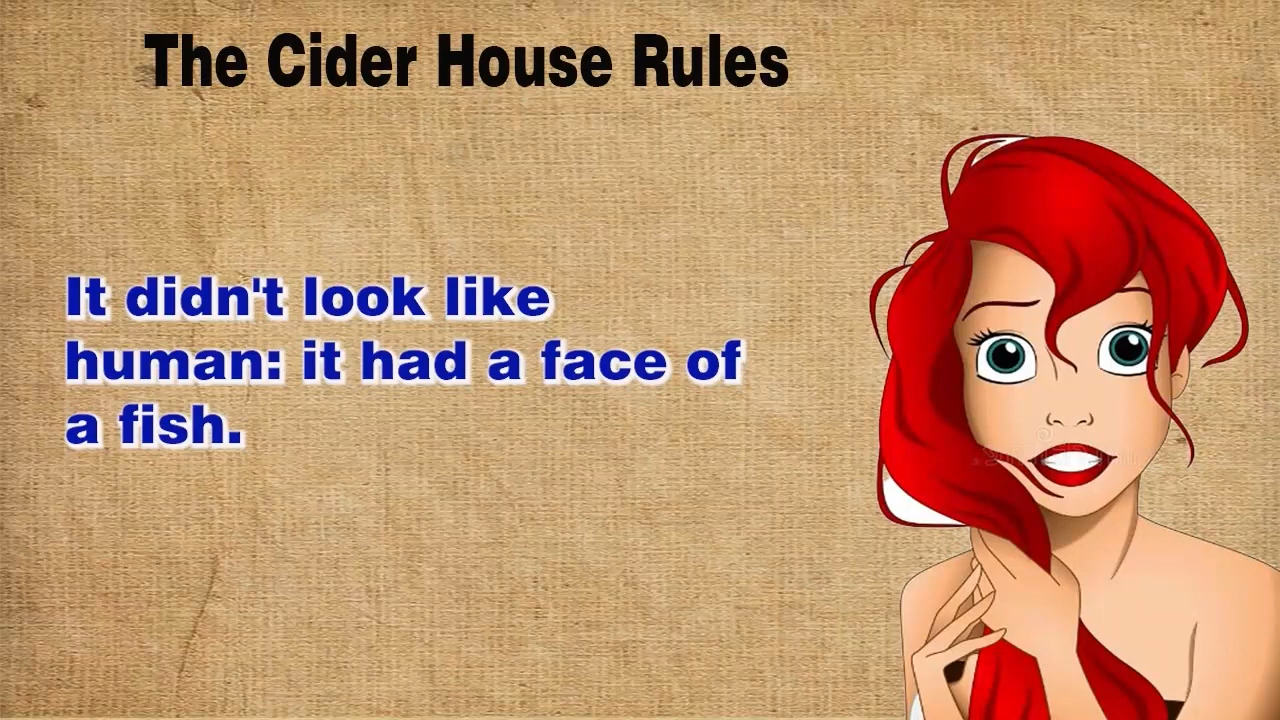 The Cider House Rules
It didn't look like
human: it had a face of
a fish.